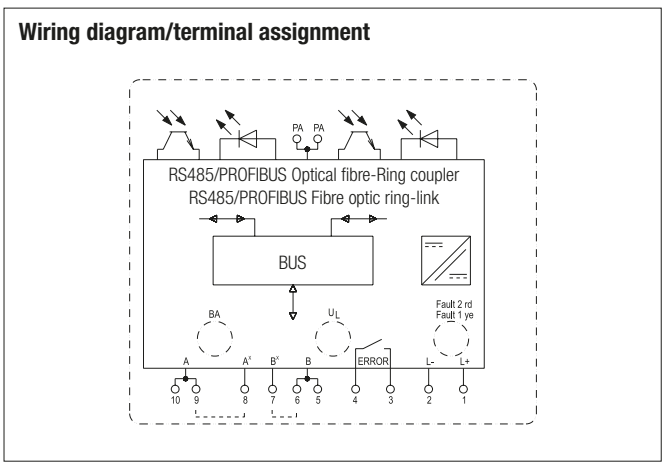 Wiring diagram/terminal assignment
PA PA
RS485/PROFIBUS Optical fibre-Ring coupler
RS485/PROFIBUS Fibre optic ring-link
BUS
BA
UL
Fault 2 rd
Fault 1 ye
A Ax Bx B ERROR L- L+
10 9 8 7 6 5 4 3 2 1